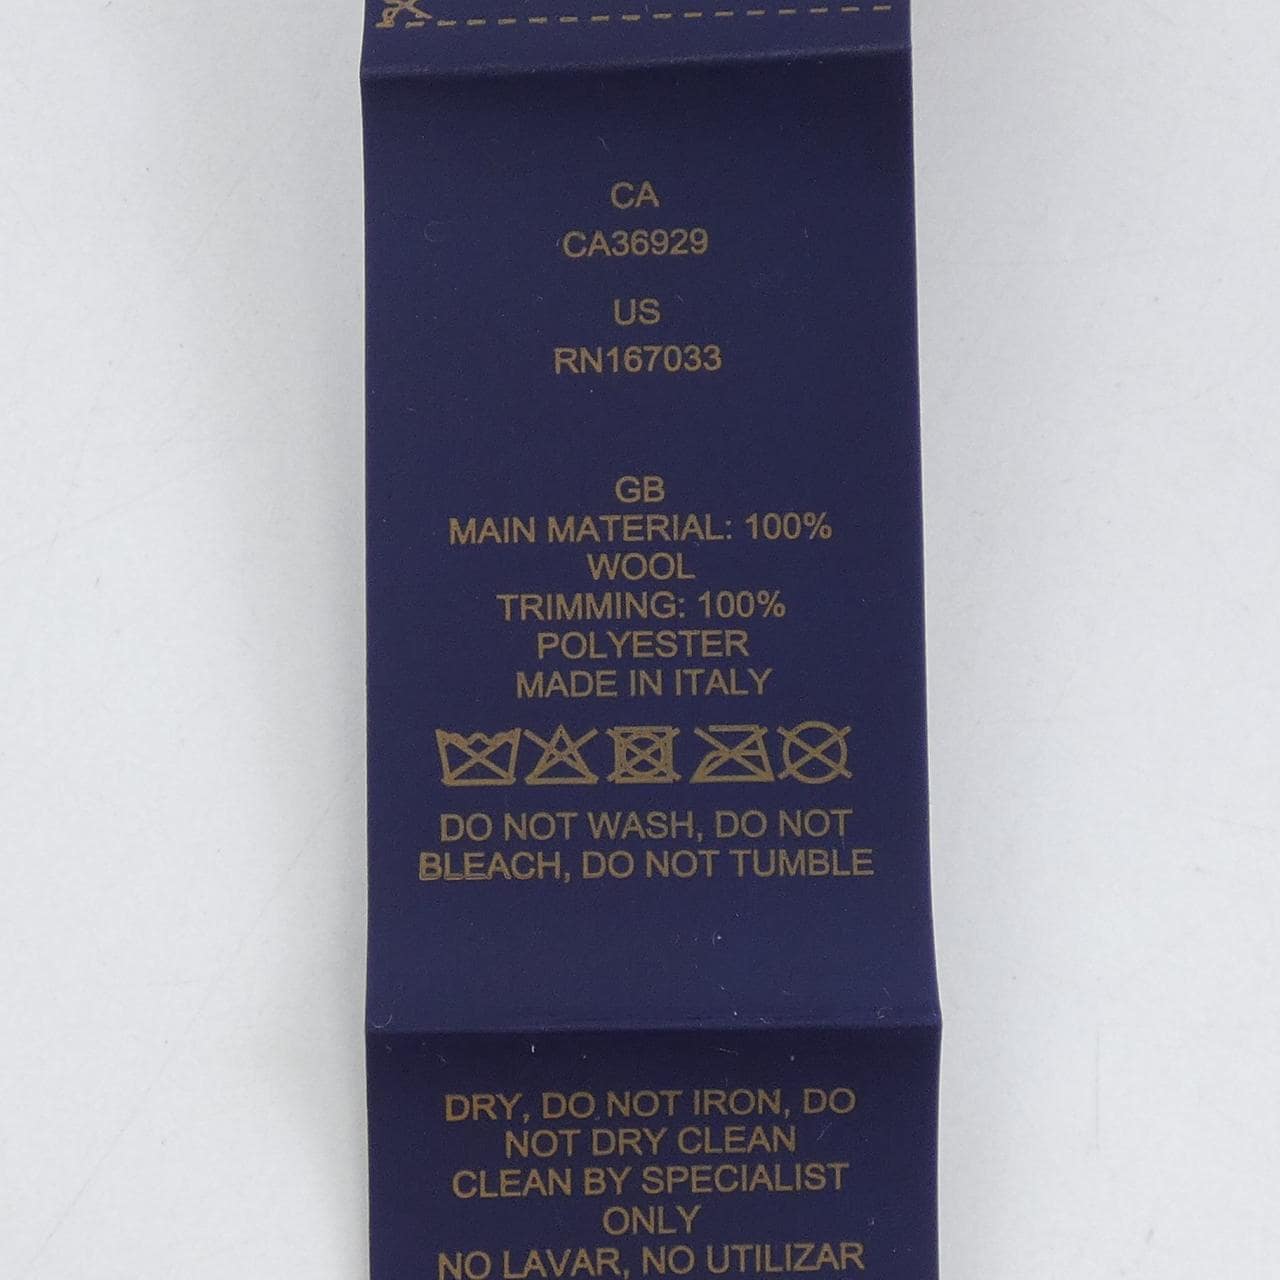 CA
CA36929
US
RN167033
GB
MAIN MATERIAL: 100%
WOOL
TRIMMING: 100%
POLYESTER
MADE IN ITALY
DO NOT WASH, DO NOT
BLEACH, DO NOT TUMBLE
DRY, DO NOT IRON, DO
NOT DRY CLEAN
CLEAN BY SPECIALIST
ONLY
NO LAVAR, NO UTILIZAR